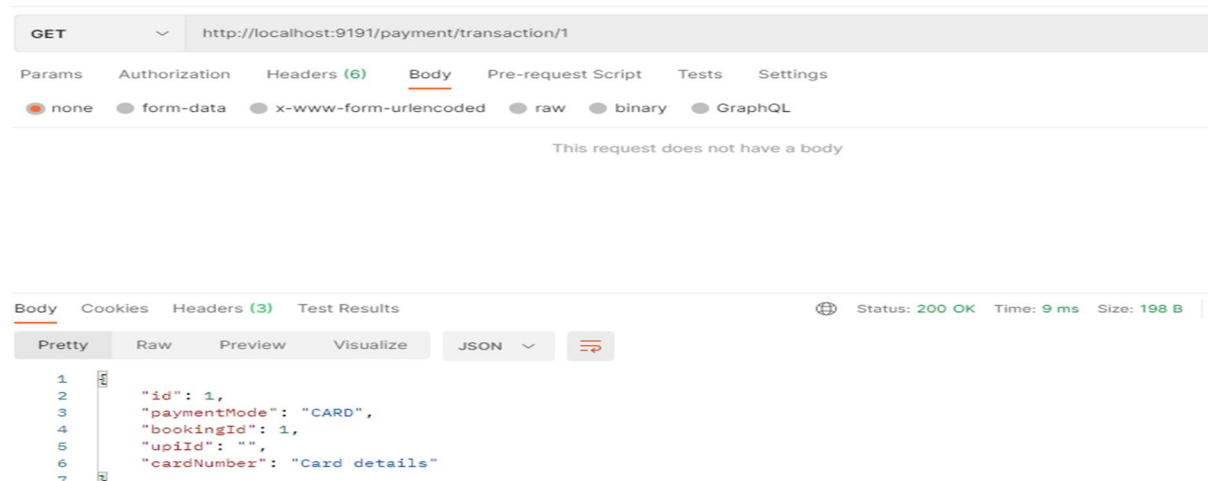 GET http://localhost:9191/payment/transaction/1
Params Authorization Headers (6) Body Pre-request Script Tests Settings
none form-data x-www-form-urlencoded raw binary GraphQL
This request does not have a body
Body Cookies Headers (3) Test Results Status: 200 OK Time: 9 ms Size: 198 B
Pretty Raw Preview Visualize JSON
1 {
2 "id": 1,
3 "paymentMode": "CARD",
4 "bookingId": 1,
5 "upiId": "",
6 "cardNumber": "Card details"
7 }